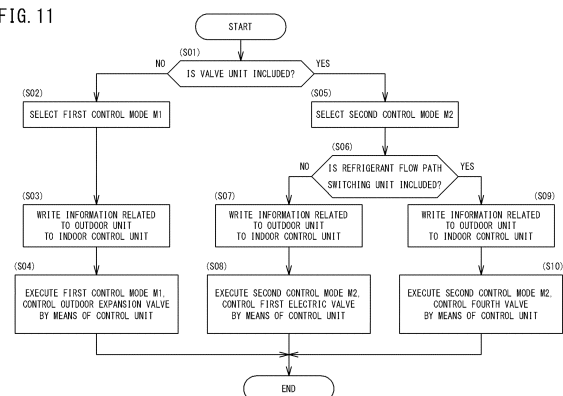 FIG. 11
START
(S01)
NO
IS VALVE UNIT INCLUDED?
YES
(S02)
SELECT FIRST CONTROL MODE M1
(S05)
SELECT SECOND CONTROL MODE M2
(S06)
NO
IS REFRIGERANT FLOW PATH
SWITCHING UNIT INCLUDED?
YES
(S03)
WRITE INFORMATION RELATED
TO OUTDOOR UNIT
TO INDOOR CONTROL UNIT
(S07)
WRITE INFORMATION RELATED
TO OUTDOOR UNIT
TO INDOOR CONTROL UNIT
(S09)
WRITE INFORMATION RELATED
TO OUTDOOR UNIT
TO INDOOR CONTROL UNIT
(S04)
EXECUTE FIRST CONTROL MODE M1,
CONTROL OUTDOOR EXPANSION VALVE
BY MEANS OF CONTROL UNIT
(S08)
EXECUTE SECOND CONTROL MODE M2,
CONTROL FIRST ELECTRIC VALVE
BY MEANS OF CONTROL UNIT
(S10)
EXECUTE SECOND CONTROL MODE M2,
CONTROL FOURTH VALVE
BY MEANS OF CONTROL UNIT
END